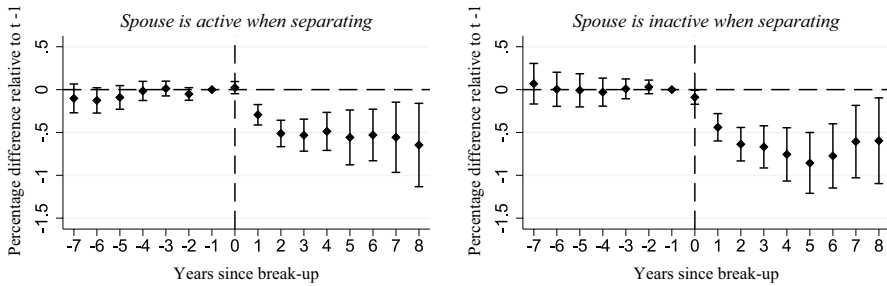 Spouse is active when separating
Percentage difference relative to t -1
.5
0
-.5
-1
-1.5
-7 -6 -5 -4 -3 -2 -1 0 1 2 3 4 5 6 7 8
Years since break-up
Spouse is inactive when separating
Percentage difference relative to t -1
.5
0
-.5
-1
-1.5
-7 -6 -5 -4 -3 -2 -1 0 1 2 3 4 5 6 7 8
Years since break-up